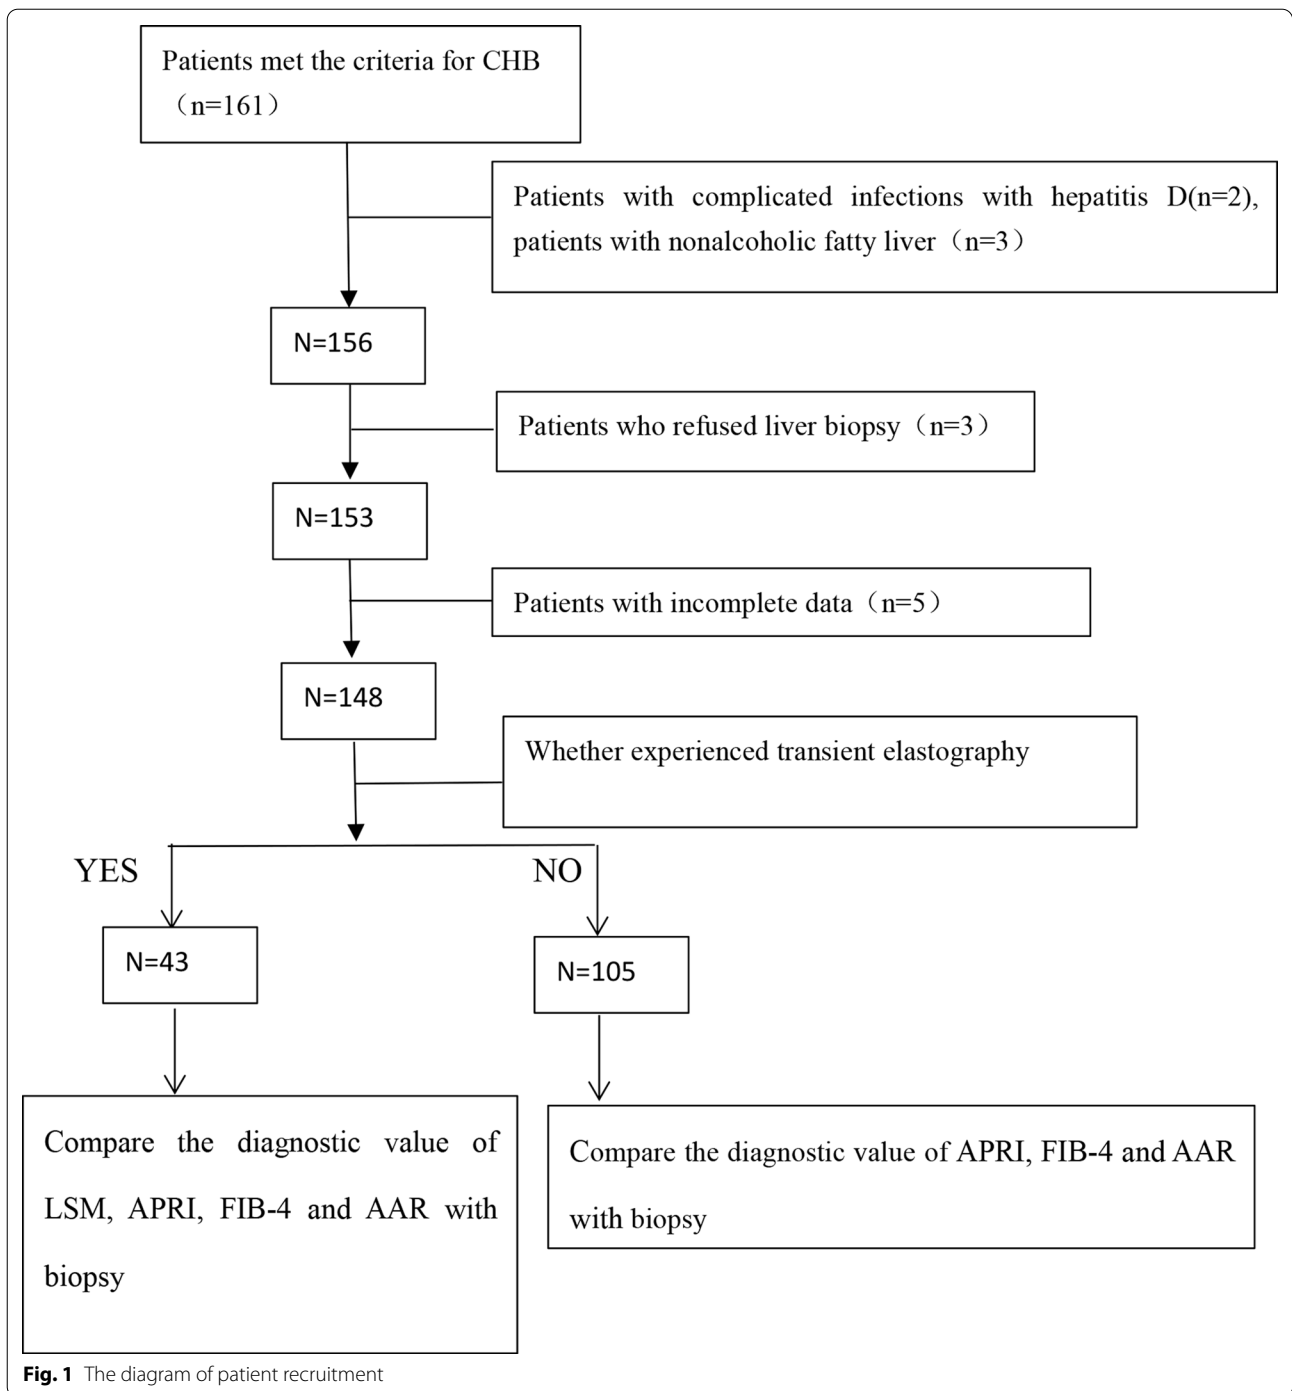 Patients met the criteria for CHB
（n=161）
Patients with complicated infections with hepatitis D(n=2),
patients with nonalcoholic fatty liver（n=3）
N=156
Patients who refused liver biopsy（n=3）
N=153
Patients with incomplete data（n=5）
N=148
Whether experienced transient elastography
YES
NO
N=43
N=105
Compare the diagnostic value of
LSM, APRI, FIB-4 and AAR with
biopsy
Compare the diagnostic value of APRI, FIB-4 and AAR
with biopsy
Fig. 1 The diagram of patient recruitment